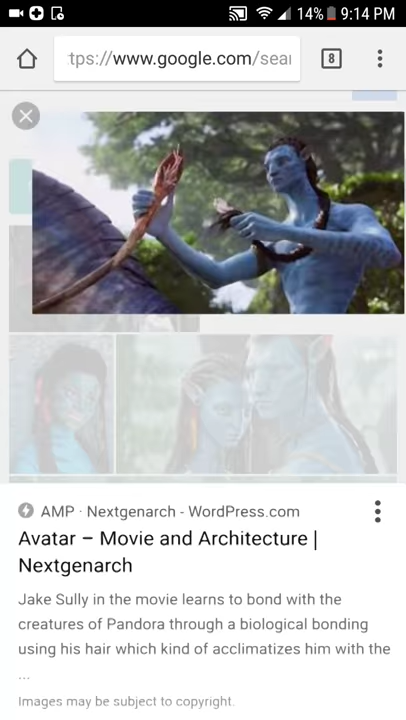 14% 9:14 PM
tps://www.google.com/sear
8
AMP · Nextgenarch - WordPress.com
Avatar – Movie and Architecture |
Nextgenarch
Jake Sully in the movie learns to bond with the
creatures of Pandora through a biological bonding
using his hair which kind of acclimatizes him with the
...
Images may be subject to copyright.